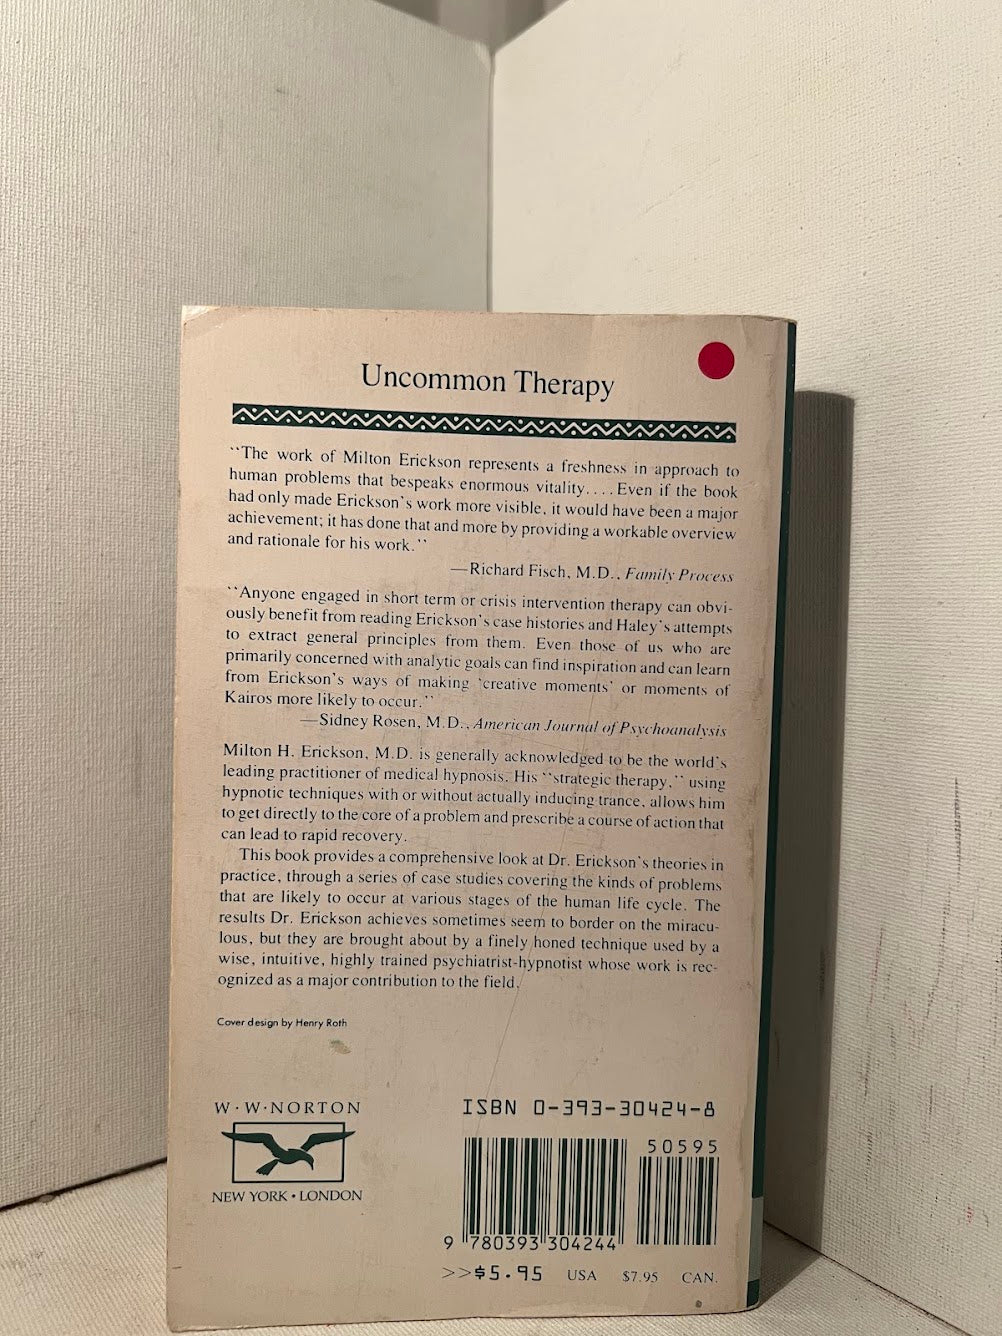 Uncommon Therapy
``The work of Milton Erickson represents a freshness in approach to
human problems that bespeaks enormous vitality. . . . Even if the book
had only made Erickson's work more visible, it would have been a major
achievement; it has done that and more by providing a workable overview
and rationale for his work.''
—Richard Fisch, M.D., Family Process
``Anyone engaged in short term or crisis intervention therapy can obvi-
ously benefit from reading Erickson's case histories and Haley's attempts
to extract general principles from them. Even those of us who are
primarily concerned with analytic goals can find inspiration and can learn
from Erickson's ways of making `creative moments' or moments of
Kairos more likely to occur.''
—Sidney Rosen, M.D., American Journal of Psychoanalysis
Milton H. Erickson, M.D. is generally acknowledged to be the world's
leading practitioner of medical hypnosis. His ``strategic therapy,'' using
hypnotic techniques with or without actually inducing trance, allows him
to get directly to the core of a problem and prescribe a course of action that
can lead to rapid recovery.
This book provides a comprehensive look at Dr. Erickson's theories in
practice, through a series of case studies covering the kinds of problems
that are likely to occur at various stages of the human life cycle. The
results Dr. Erickson achieves sometimes seem to border on the miracu-
lous, but they are brought about by a finely honed technique used by a
wise, intuitive, highly trained psychiatrist-hypnotist whose work is rec-
ognized as a major contribution to the field.
Cover design by Henry Roth
W·W·NORTON
NEW YORK • LONDON
ISBN 0-393-30424-8
50595
9 780393 304244
>>$5.95 USA $7.95 CAN.